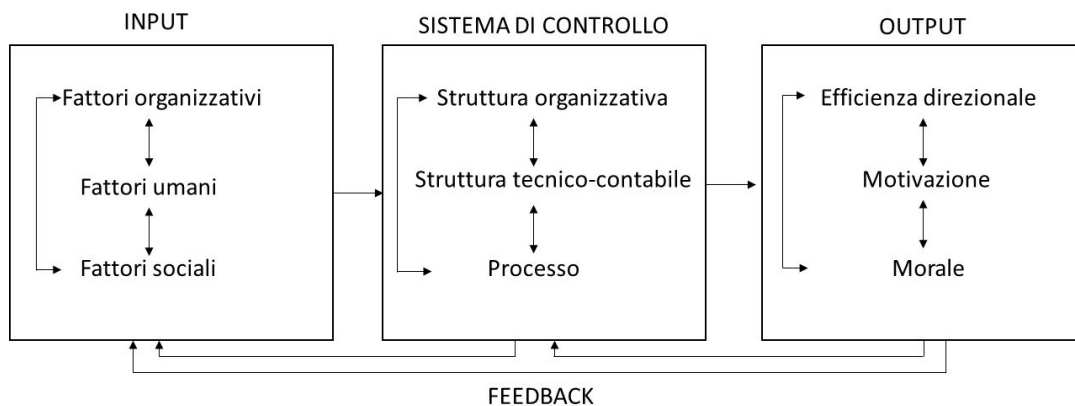 INPUT
SISTEMA DI CONTROLLO
OUTPUT
Fattori organizzativi
Fattori umani
Fattori sociali
Struttura organizzativa
Struttura tecnico-contabile
Processo
Efficienza direzionale
Motivazione
Morale
FEEDBACK